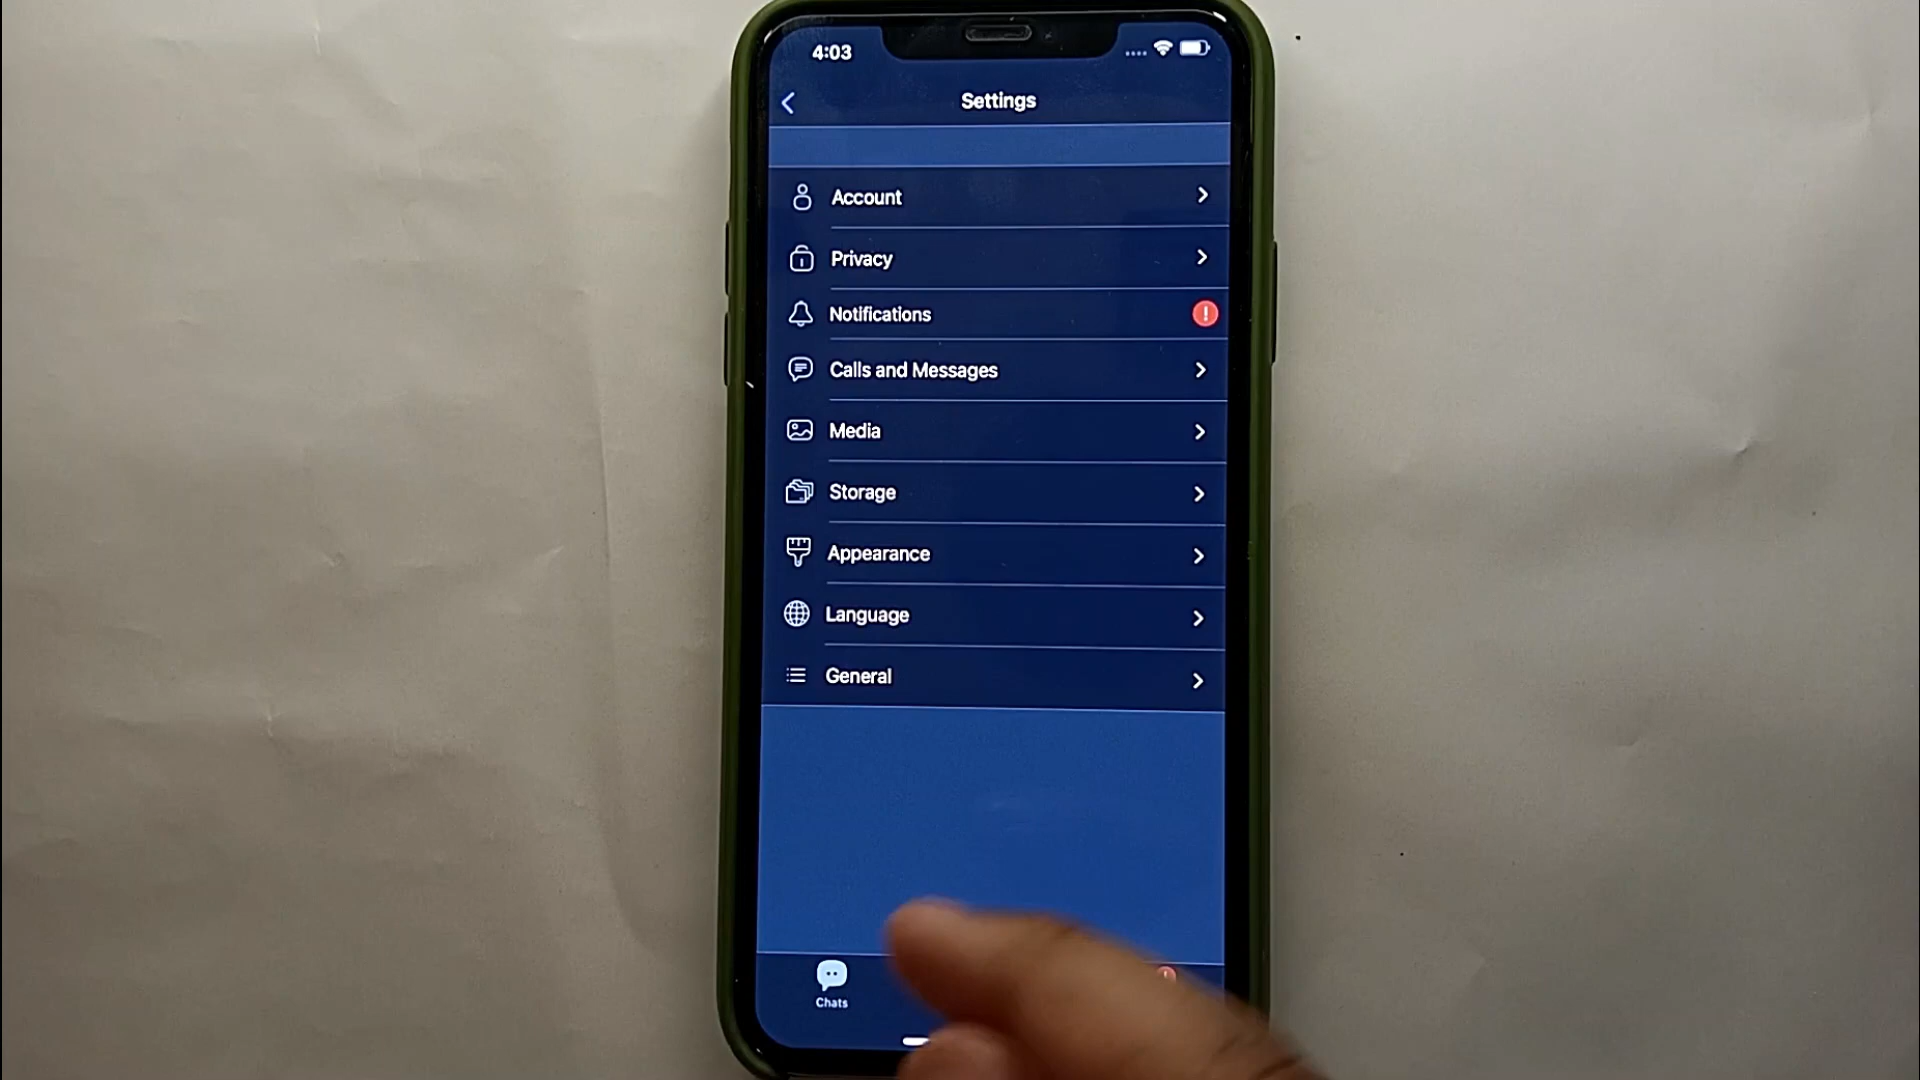 4:03
Settings
Account
Privacy
Notifications
!
Calls and Messages
Media
Storage
Appearance
Language
General
Chats